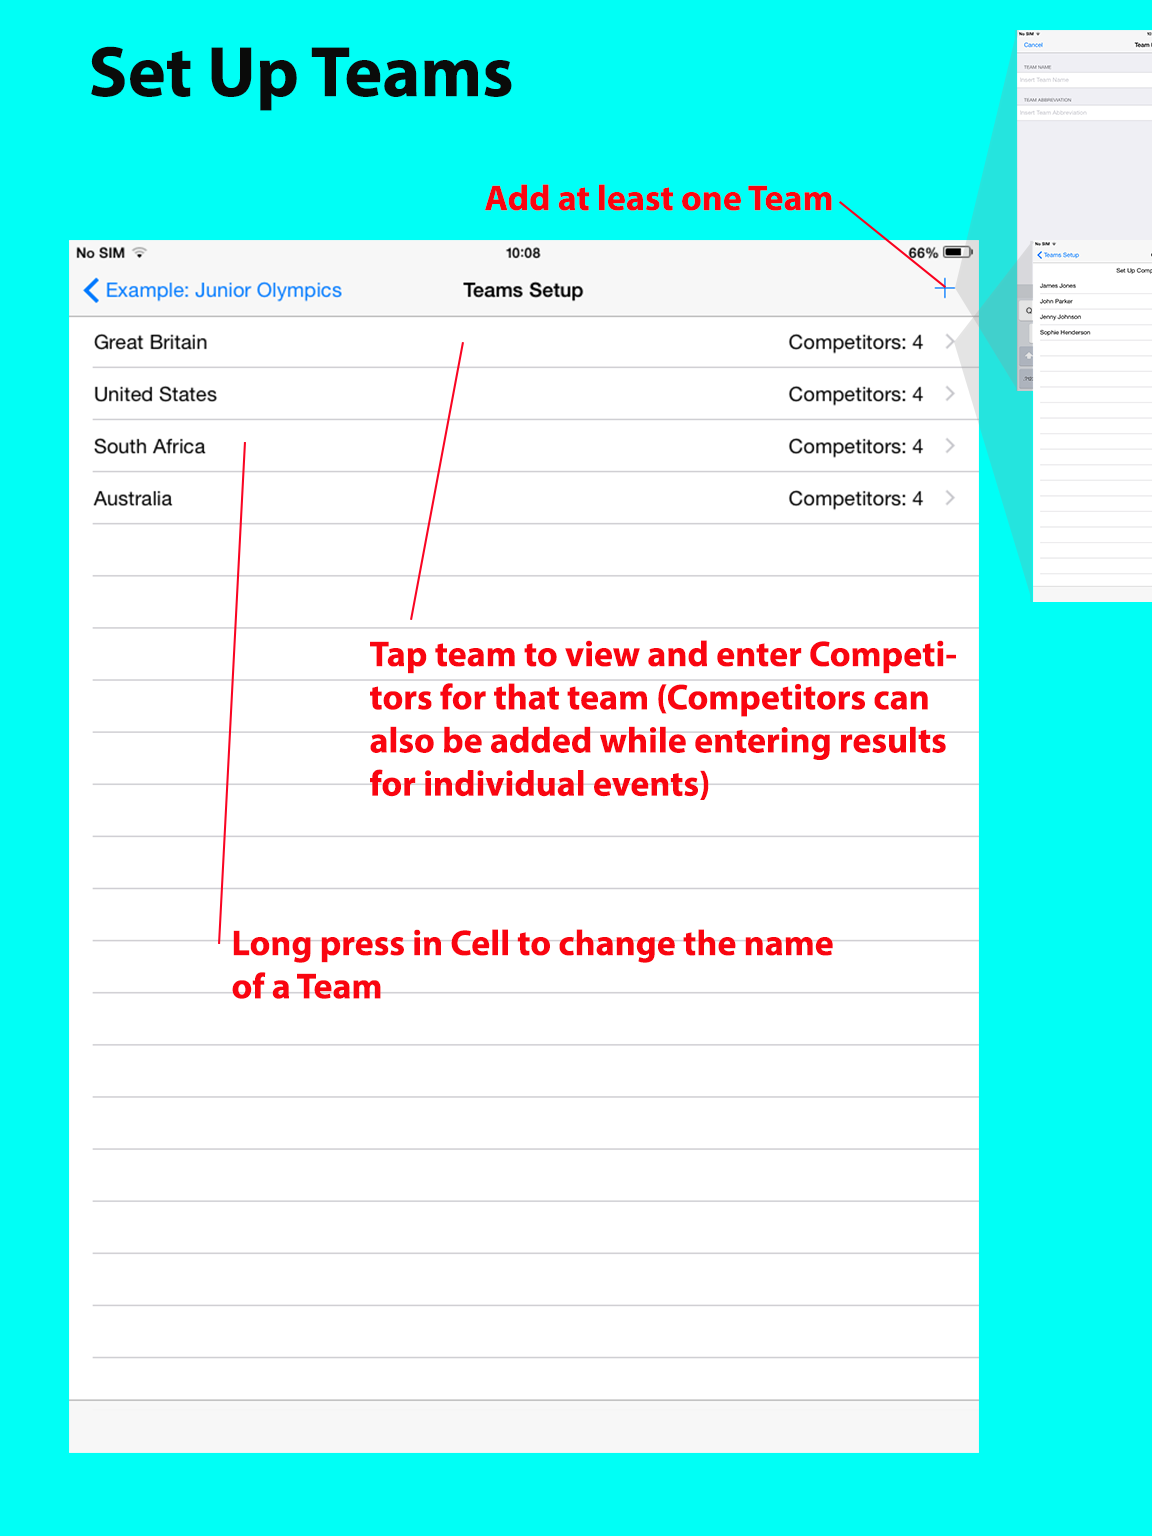 Set Up Teams
Add at least one Team
No SIM 10:08 66%
Example: Junior Olympics Teams Setup +
Great Britain Competitors: 4
United States Competitors: 4
South Africa Competitors: 4
Australia Competitors: 4
Tap team to view and enter Competi-
tors for that team (Competitors can
also be added while entering results
for individual events)
Long press in Cell to change the name
of a Team
No SIM
Cancel Team
TEAM NAME
Insert Team Name
TEAM ABBREVIATION
Insert Team Abbreviation
Q
No SIM
Teams Setup
Set Up Comp
James Jones
John Parker
Jenny Johnson
Sophie Henderson